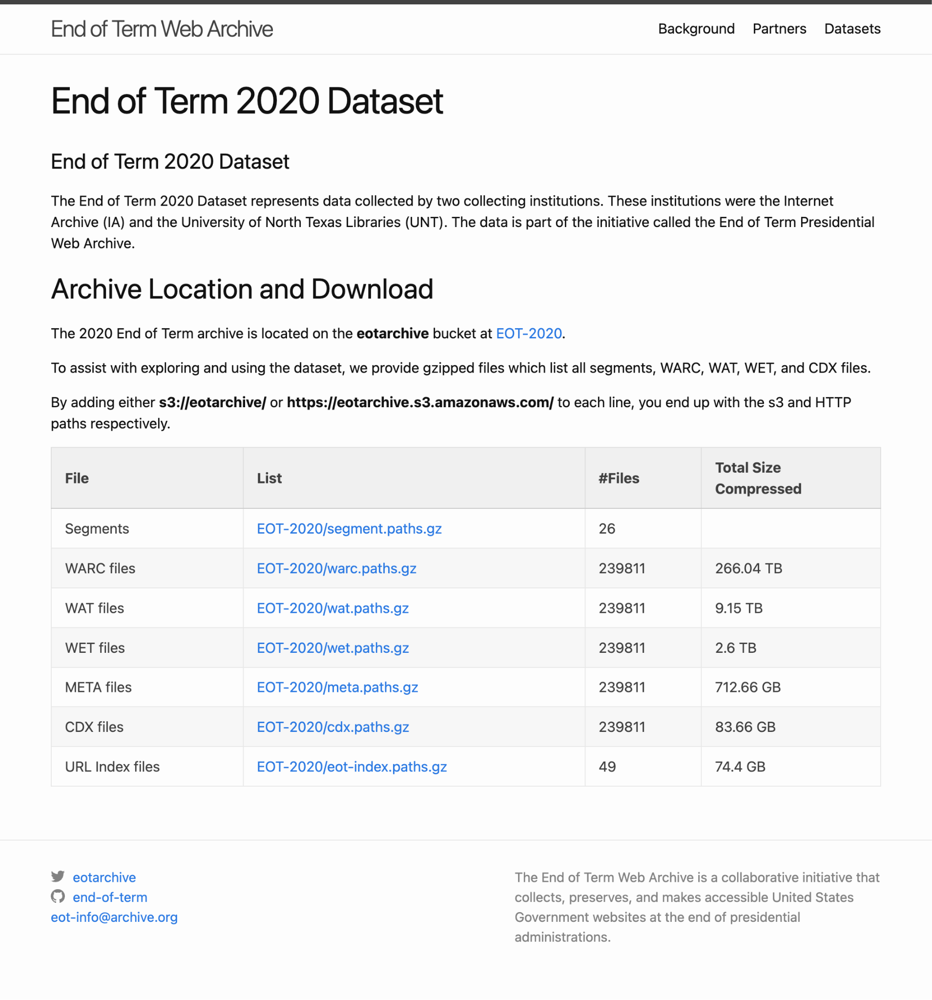 End of Term Web Archive
Background Partners Datasets
End of Term 2020 Dataset
End of Term 2020 Dataset
The End of Term 2020 Dataset represents data collected by two collecting institutions. These institutions were the Internet
Archive (IA) and the University of North Texas Libraries (UNT). The data is part of the initiative called the End of Term Presidential
Web Archive.
Archive Location and Download
The 2020 End of Term archive is located on the eotarchive bucket at EOT-2020.
To assist with exploring and using the dataset, we provide gzipped files which list all segments, WARC, WAT, WET, and CDX files.
By adding either s3://eotarchive/ or https://eotarchive.s3.amazonaws.com/ to each line, you end up with the s3 and HTTP
paths respectively.
File List #Files Total Size
Compressed
Segments EOT-2020/segment.paths.gz 26
WARC files EOT-2020/warc.paths.gz 239811 266.04 TB
WAT files EOT-2020/wat.paths.gz 239811 9.15 TB
WET files EOT-2020/wet.paths.gz 239811 2.6 TB
META files EOT-2020/meta.paths.gz 239811 712.66 GB
CDX files EOT-2020/cdx.paths.gz 239811 83.66 GB
URL Index files EOT-2020/eot-index.paths.gz 49 74.4 GB
eotarchive
end-of-term
eot-info@archive.org
The End of Term Web Archive is a collaborative initiative that
collects, preserves, and makes accessible United States
Government websites at the end of presidential
administrations.